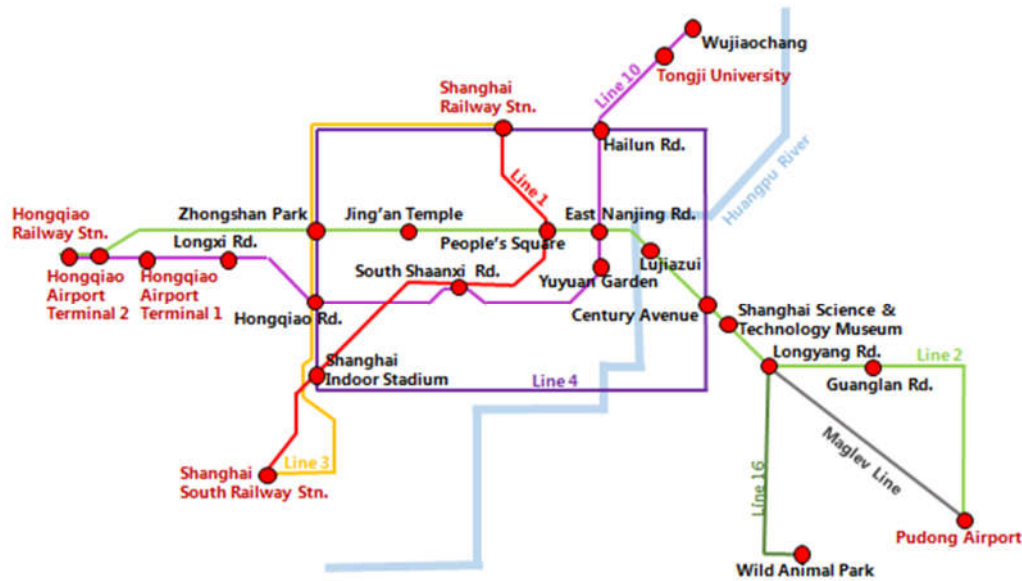 Wujiaochang
Tongji University
Line 10
Shanghai
Railway Stn.
Hailun Rd.
Huangpu River
Line 1
Hongqiao
Railway Stn.
Zhongshan Park
Jing'an Temple
East Nanjing Rd.
People's Square
Longxi Rd.
Lujiazui
South Shaanxi Rd.
Yuyuan Garden
Hongqiao
Airport
Terminal 2
Hongqiao
Airport
Terminal 1
Hongqiao Rd.
Century Avenue
Shanghai Science &
Technology Museum
Longyang Rd.
Line 2
Guanglan Rd.
Shanghai
Indoor Stadium
Line 4
Maglev Line
Line 3
Shanghai
South Railway Stn.
Line 16
Pudong Airport
Wild Animal Park